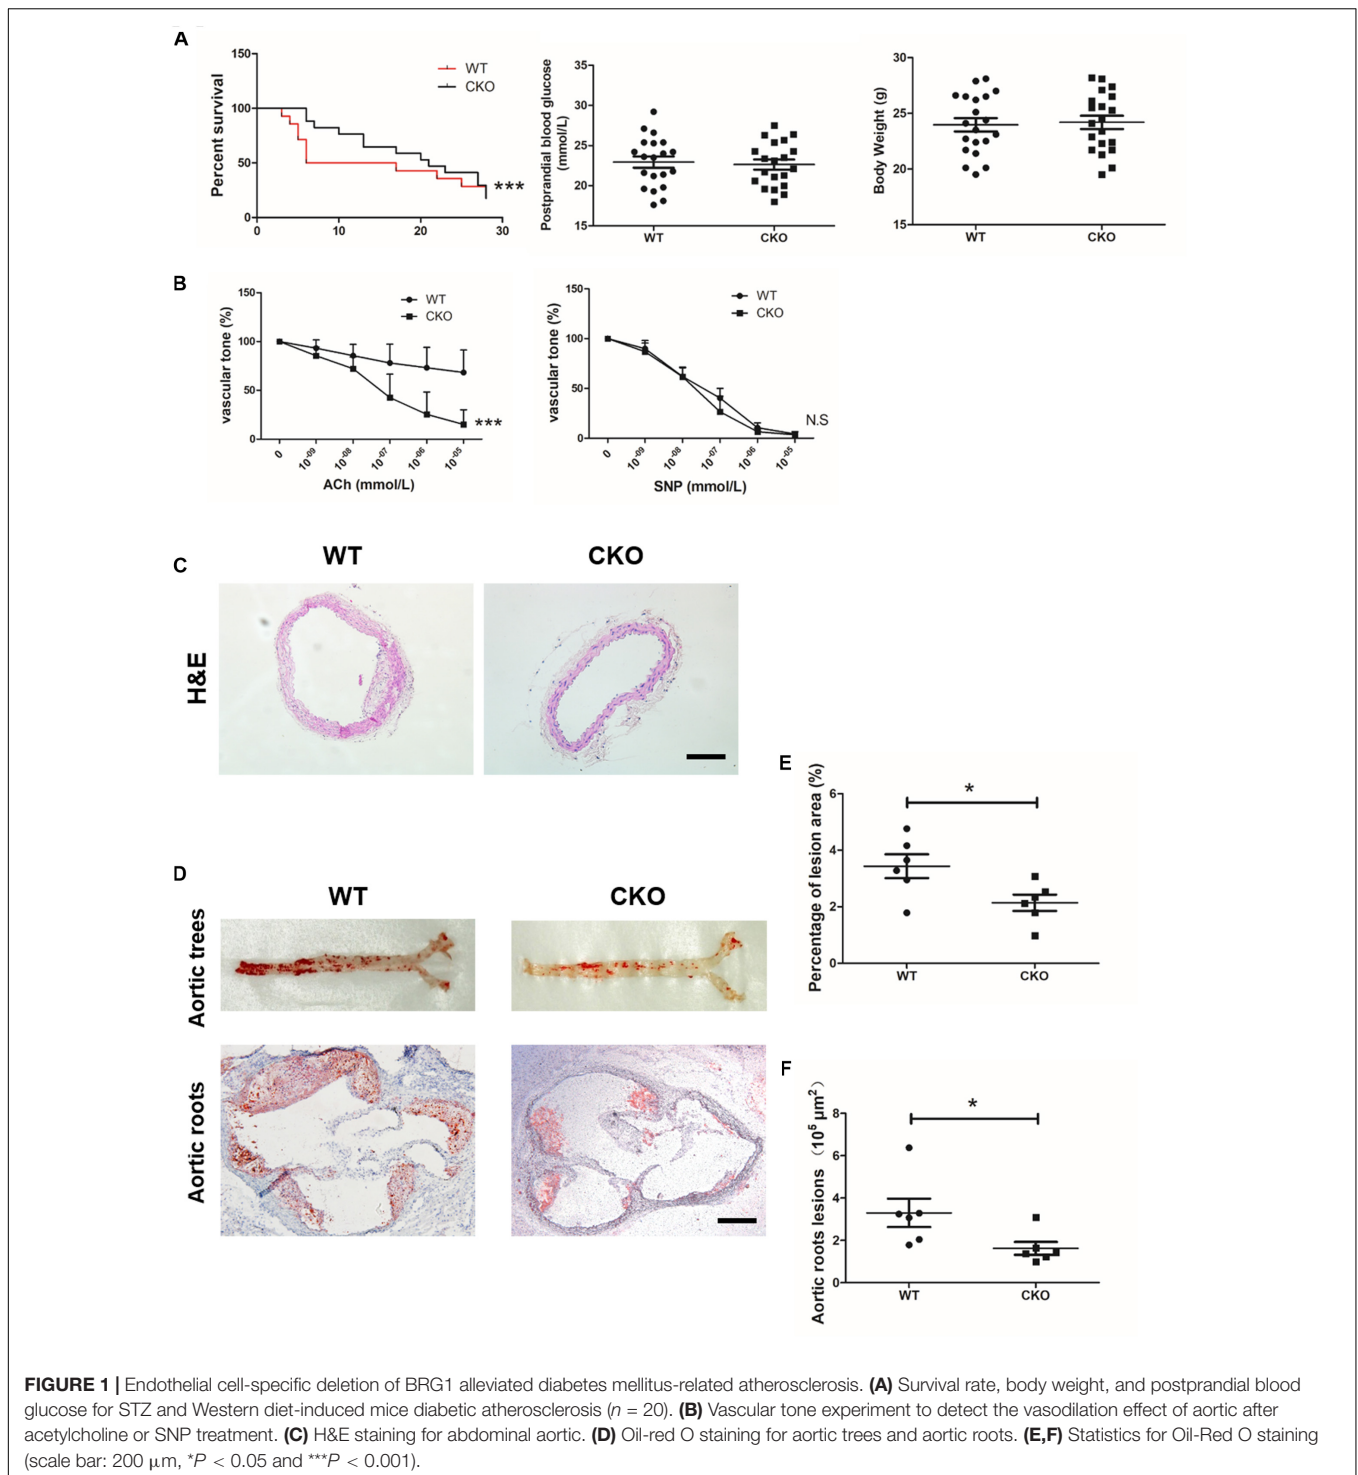 A
150
100
50
0
Percent survival
WT
CKO
***
0 10 20 30
35
30
25
20
15
Postprandial blood glucose
(mmol/L)
WT CKO
30
25
20
15
Body Weight (g)
WT CKO
B
150
100
50
0
vascular tone (%)
WT
CKO
***
0 10-09 10-08 10-07 10-06 10-05
ACh (mmol/L)
150
100
50
0
vascular tone (%)
WT
CKO
N.S
0 10-09 10-08 10-07 10-06 10-05
SNP (mmol/L)
C
WT CKO
H&E
D
WT CKO
Aortic trees
Aortic roots
E
Percentage of lesion area (%)
6
4
2
0
*
WT CKO
F
Aortic roots lesions （10⁵ μm²）
8
6
4
2
0
*
WT CKO
FIGURE 1 | Endothelial cell-specific deletion of BRG1 alleviated diabetes mellitus-related atherosclerosis. (A) Survival rate, body weight, and postprandial blood
glucose for STZ and Western diet-induced mice diabetic atherosclerosis (n = 20). (B) Vascular tone experiment to detect the vasodilation effect of aortic after
acetylcholine or SNP treatment. (C) H&E staining for abdominal aortic. (D) Oil-red O staining for aortic trees and aortic roots. (E,F) Statistics for Oil-Red O staining
(scale bar: 200 μm, *P < 0.05 and ***P < 0.001).